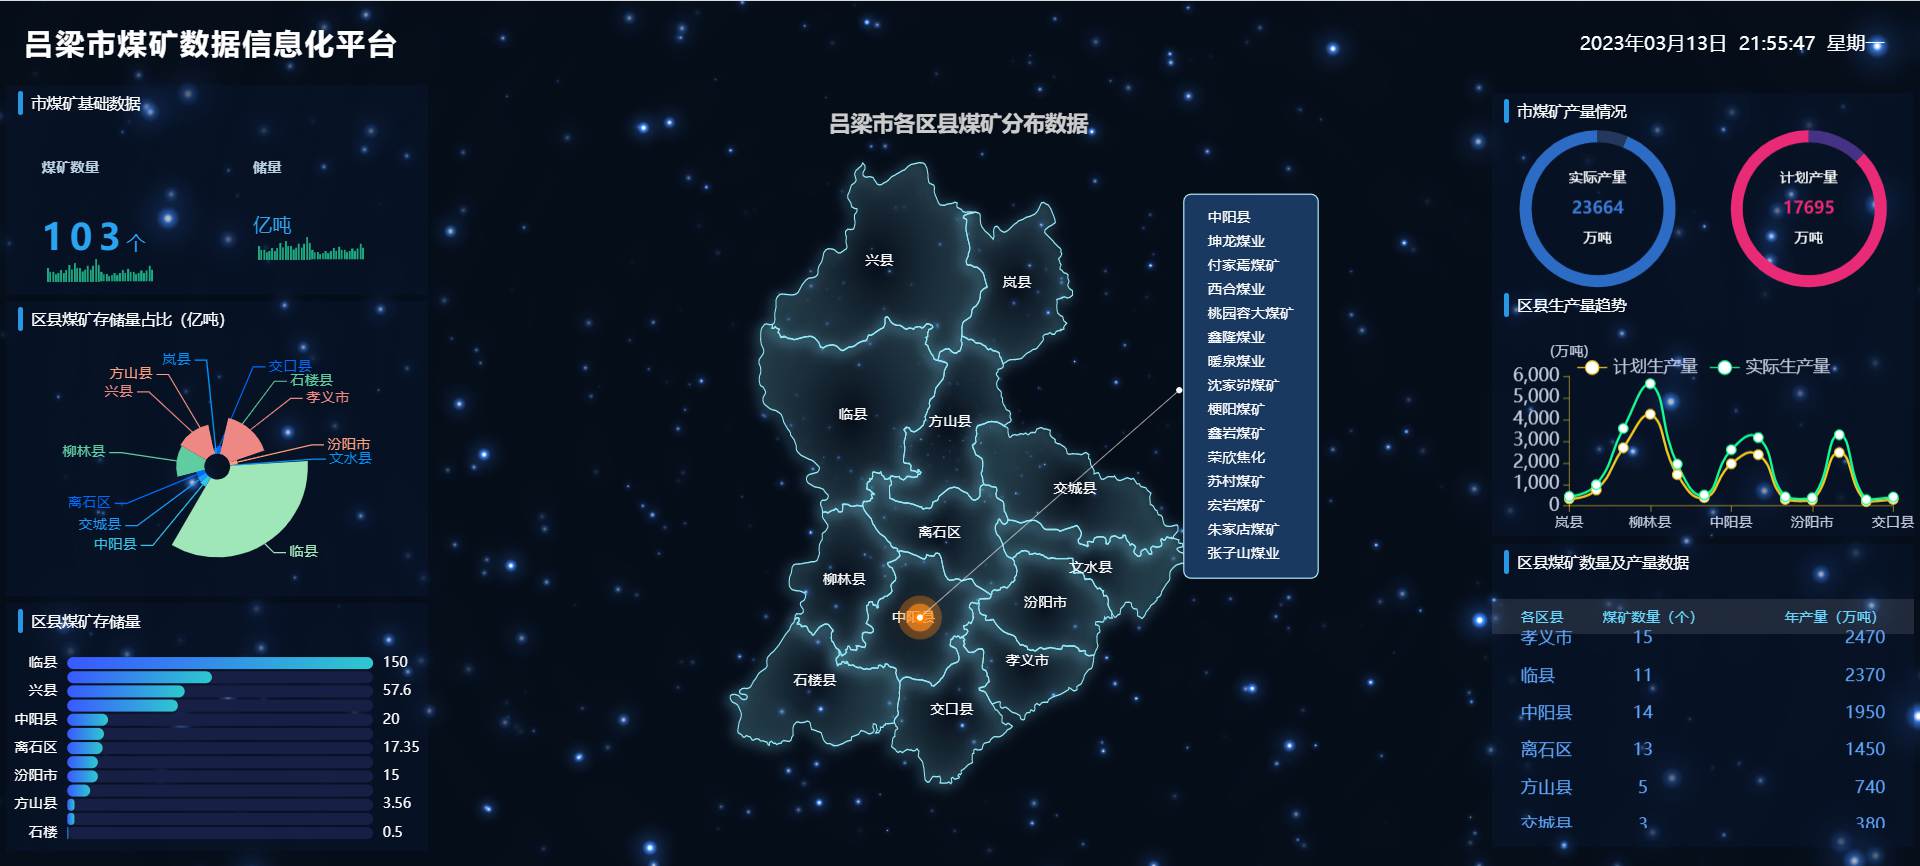 吕梁市煤矿数据信息化平台
2023年03月13日 21:55:47 星期一
市煤矿基础数据
煤矿数量
103个
储量
亿吨
区县煤矿存储量占比（亿吨）
岚县
方山县
兴县
柳林县
离石区
交城县
中阳县
交口县
石楼县
孝义市
汾阳市
文水县
临县
区县煤矿存储量
临县 150
兴县 57.6
中阳县 20
离石区 17.35
汾阳市 15
方山县 3.56
石楼 0.5
吕梁市各区县煤矿分布数据
兴县
岚县
临县
方山县
交城县
离石区
文水县
柳林县
汾阳市
中阳县
孝义市
石楼县
交口县
中阳县
坤龙煤业
付家焉煤矿
西合煤业
桃园容大煤矿
鑫隆煤业
暖泉煤业
沈家峁煤矿
梗阳煤矿
鑫岩煤矿
荣欣焦化
苏村煤矿
宏岩煤矿
朱家店煤矿
张子山煤业
市煤矿产量情况
实际产量
23664
万吨
计划产量
17695
万吨
区县生产量趋势
(万吨)
计划生产量 实际生产量
6,000
5,000
4,000
3,000
2,000
1,000
0
岚县 柳林县 中阳县 汾阳市 交口县
区县煤矿数量及产量数据
各区县 煤矿数量（个） 年产量（万吨）
孝义市 15 2470
临县 11 2370
中阳县 14 1950
离石区 13 1450
方山县 5 740
交城县 3 380